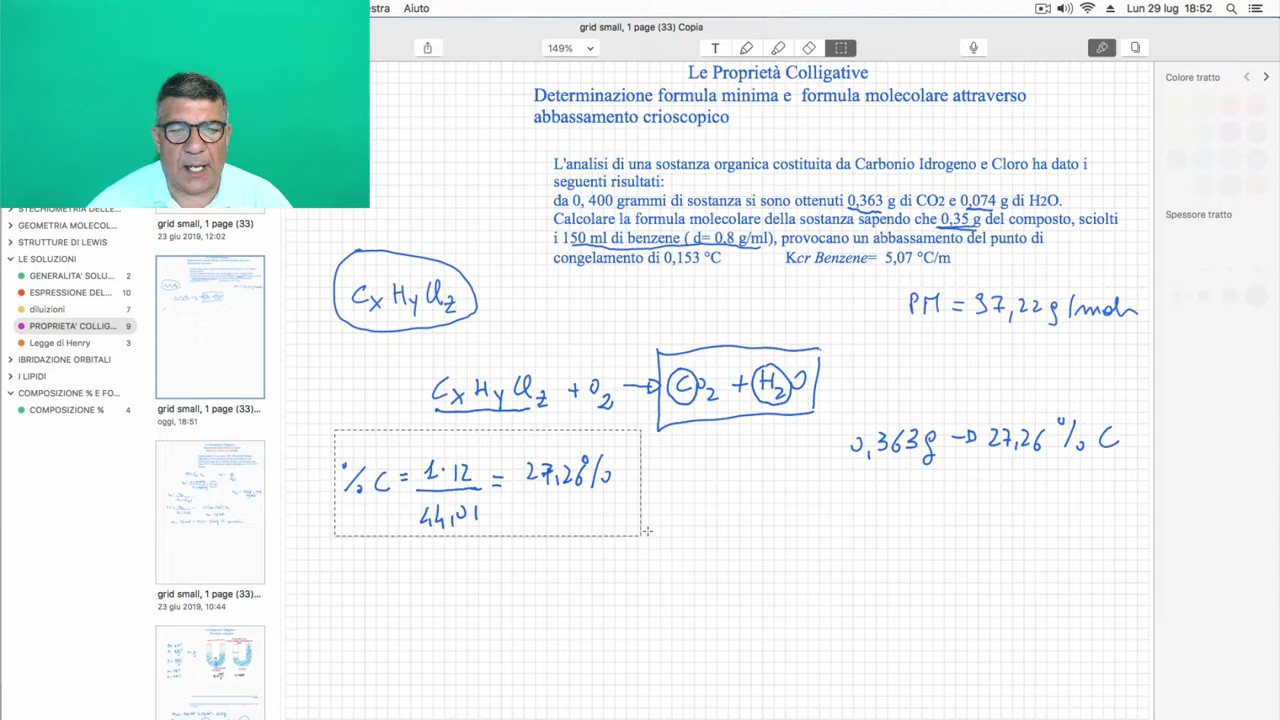 estra Aiuto Lun 29 lug 18:52
grid small, 1 page (33) Copia
149%
T
Colore tratto
Spessore tratto
Le Proprietà Colligative
Determinazione formula minima e formula molecolare attraverso
abbassamento crioscopico
L'analisi di una sostanza organica costituita da Carbonio Idrogeno e Cloro ha dato i
seguenti risultati:
da 0, 400 grammi di sostanza si sono ottenuti 0,363 g di CO2 e 0,074 g di H2O.
Calcolare la formula molecolare della sostanza sapendo che 0,35 g del composto, sciolti
i 150 ml di benzene ( d= 0,8 g/ml), provocano un abbassamento del punto di
congelamento di 0,153 °C Kcr Benzene= 5,07 °C/m
CxHyClz
PM = 97,22 g/mole
CxHyClz + O2 → CO2 + H2O
0,363g → 27,26 % C
% C = 1·12 = 27,26%
44,01
STECHIOMETRIA DELLE...
GEOMETRIA MOLECOL...
STRUTTURE DI LEWIS
LE SOLUZIONI
GENERALITA' SOLU... 2
ESPRESSIONE DEL... 10
diluizioni 7
PROPRIETA' COLLIG... 9
Legge di Henry 3
IBRIDAZIONE ORBITALI
I LIPIDI
COMPOSIZIONE % E FO...
COMPOSIZIONE % 4
grid small, 1 page (33)...
23 giu 2019, 12:02
grid small, 1 page (33)...
oggi, 18:51
grid small, 1 page (33)...
23 giu 2019, 10:44